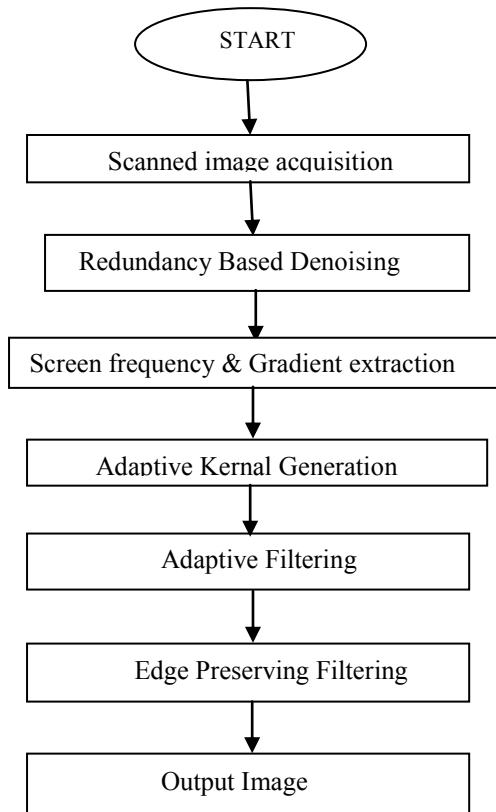 START
Scanned image acquisition
Redundancy Based Denoising
Screen frequency & Gradient extraction
Adaptive Kernal Generation
Adaptive Filtering
Edge Preserving Filtering
Output Image